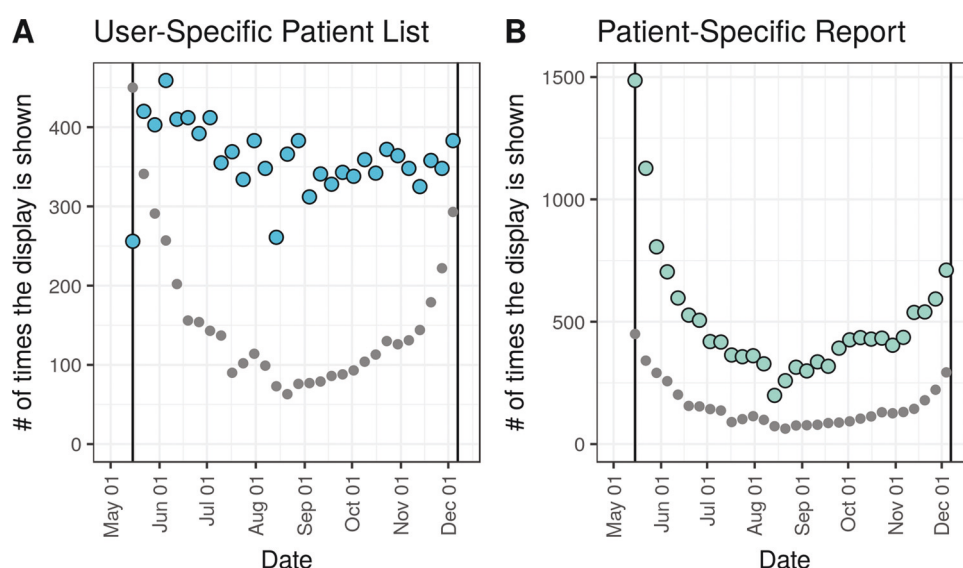 A User-Specific Patient List
# of times the display is shown
400
300
200
100
0
May 01
Jun 01
Jul 01
Aug 01
Sep 01
Oct 01
Nov 01
Dec 01
Date
B Patient-Specific Report
# of times the display is shown
1500
1000
500
0
May 01
Jun 01
Jul 01
Aug 01
Sep 01
Oct 01
Nov 01
Dec 01
Date